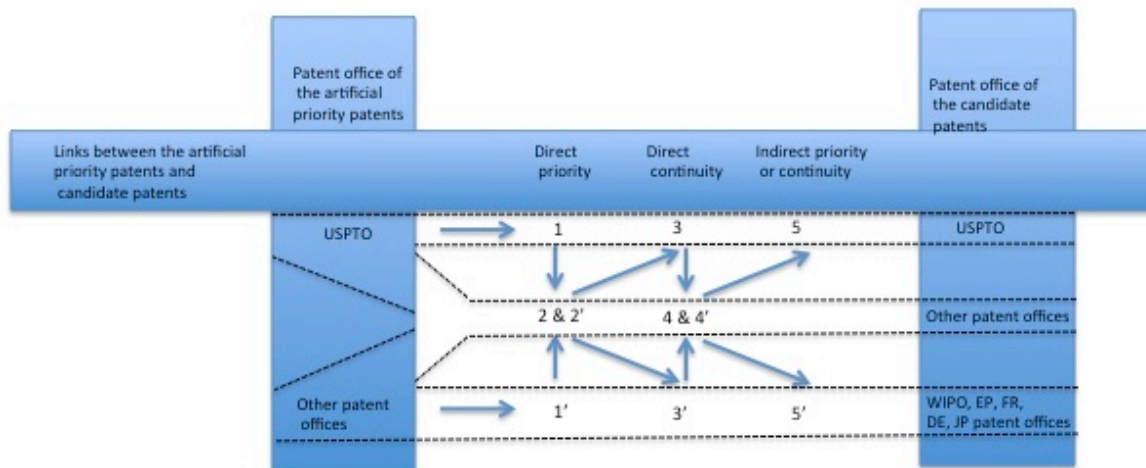 Patent office of
the artificial
priority patents
Patent office of
the candidate
patents
Links between the artificial
priority patents and
candidate patents
Direct
priority
Direct
continuity
Indirect priority
or continuity
USPTO
1
3
5
USPTO
2 & 2'
4 & 4'
Other patent offices
Other patent
offices
1'
3'
5'
WIPO, EP, FR,
DE, JP patent offices